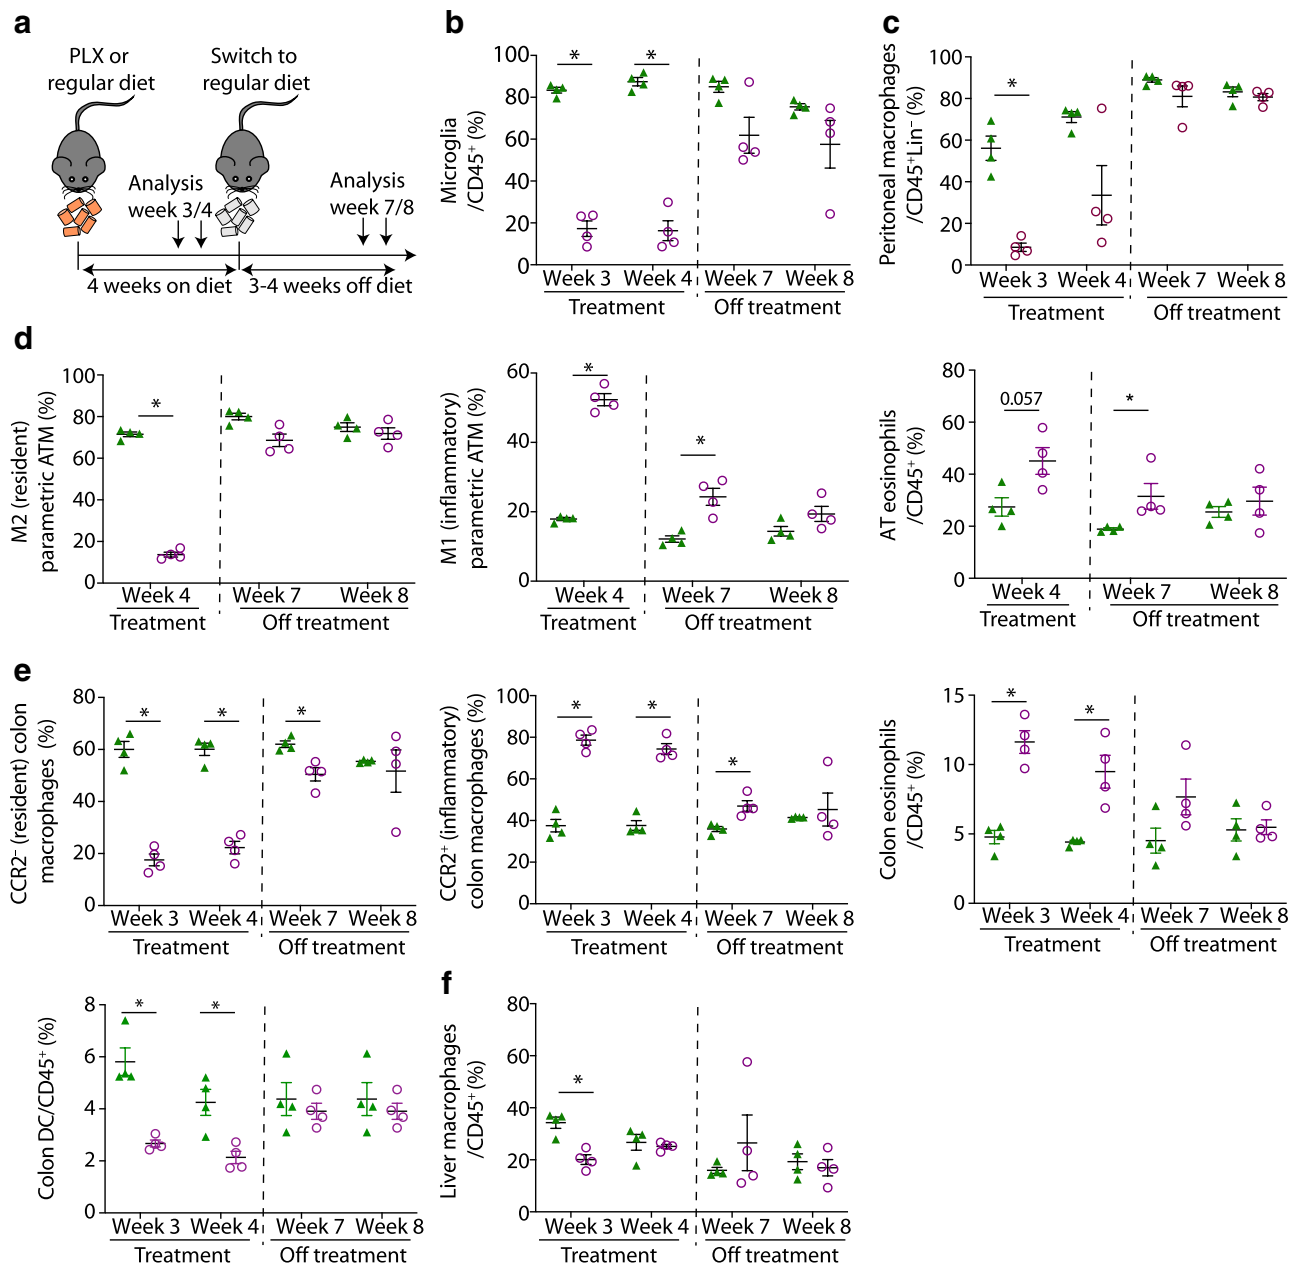 a
PLX or
regular diet
Switch to
regular diet
Analysis
week 3/4
Analysis
week 7/8
4 weeks on diet
3-4 weeks off diet
b
Microglia
/CD45⁺ (%)
100
80
60
40
20
0
*
*
Week 3
Week 4
Week 7
Week 8
Treatment
Off treatment
c
Peritoneal macrophages
/CD45⁺Lin⁻ (%)
100
80
60
40
20
0
*
Week 3
Week 4
Week 7
Week 8
Treatment
Off treatment
d
M2 (resident)
parametric ATM (%)
100
80
60
40
20
0
*
Week 4
Week 7
Week 8
Treatment
Off treatment
M1 (inflammatory)
parametric ATM (%)
60
40
20
0
*
*
Week 4
Week 7
Week 8
Treatment
Off treatment
AT eosinophils
/CD45⁺ (%)
80
60
40
20
0
0.057
*
Week 4
Week 7
Week 8
Treatment
Off treatment
e
CCR2⁻ (resident) colon
macrophages (%)
80
60
40
20
0
*
*
*
Week 3
Week 4
Week 7
Week 8
Treatment
Off treatment
CCR2⁺ (inflammatory)
colon macrophages (%)
100
80
60
40
20
0
*
*
*
Week 3
Week 4
Week 7
Week 8
Treatment
Off treatment
Colon eosinophils
/CD45⁺ (%)
15
10
5
0
*
*
Week 3
Week 4
Week 7
Week 8
Treatment
Off treatment
Colon DC/CD45⁺ (%)
8
6
4
2
0
*
*
Week 3
Week 4
Week 7
Week 8
Treatment
Off treatment
f
Liver macrophages
/CD45⁺ (%)
80
60
40
20
0
*
Week 3
Week 4
Week 7
Week 8
Treatment
Off treatment